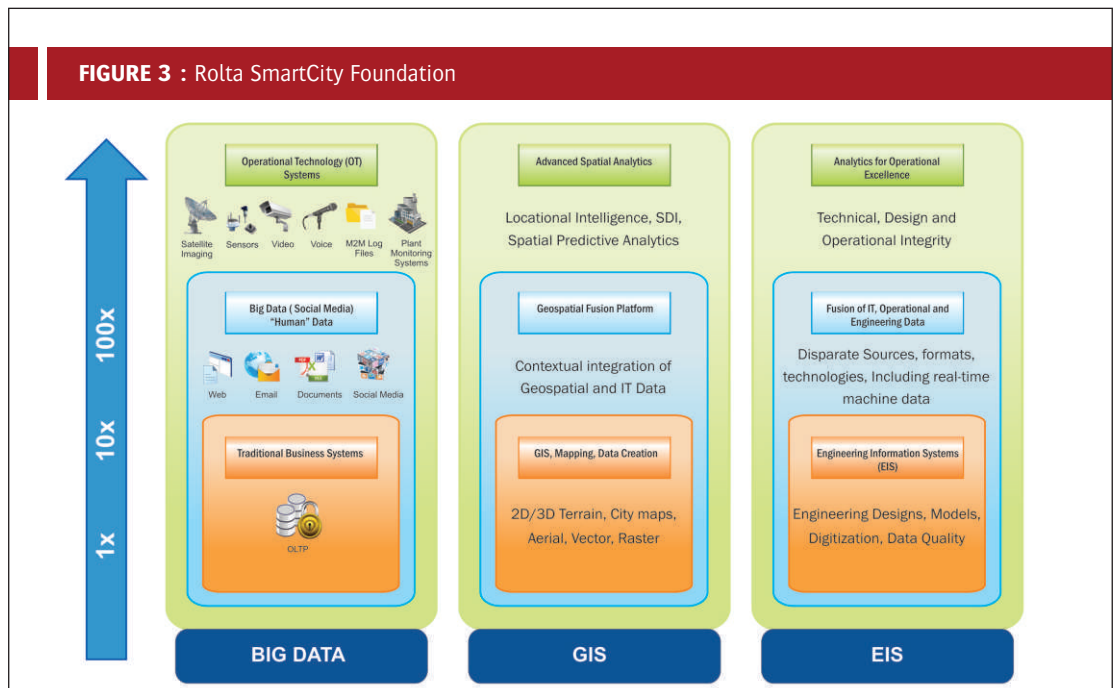 FIGURE 3 : Rolta SmartCity Foundation
100x
10x
1x
Operational Technology (OT)
Systems
Satellite
Imaging
Sensors
Video
Voice
M2M Log
Files
Plant
Monitoring
Systems
Big Data ( Social Media)
"Human" Data
Web
Email
Documents
Social Media
Traditional Business Systems
OLTP
BIG DATA
Advanced Spatial Analytics
Locational Intelligence, SDI,
Spatial Predictive Analytics
Geospatial Fusion Platform
Contextual integration of
Geospatial and IT Data
GIS, Mapping, Data Creation
2D/3D Terrain, City maps,
Aerial, Vector, Raster
GIS
Analytics for Operational
Excellence
Technical, Design and
Operational Integrity
Fusion of IT, Operational and
Engineering Data
Disparate Sources, formats,
technologies, Including real-time
machine data
Engineering Information Systems
(EIS)
Engineering Designs, Models,
Digitization, Data Quality
EIS